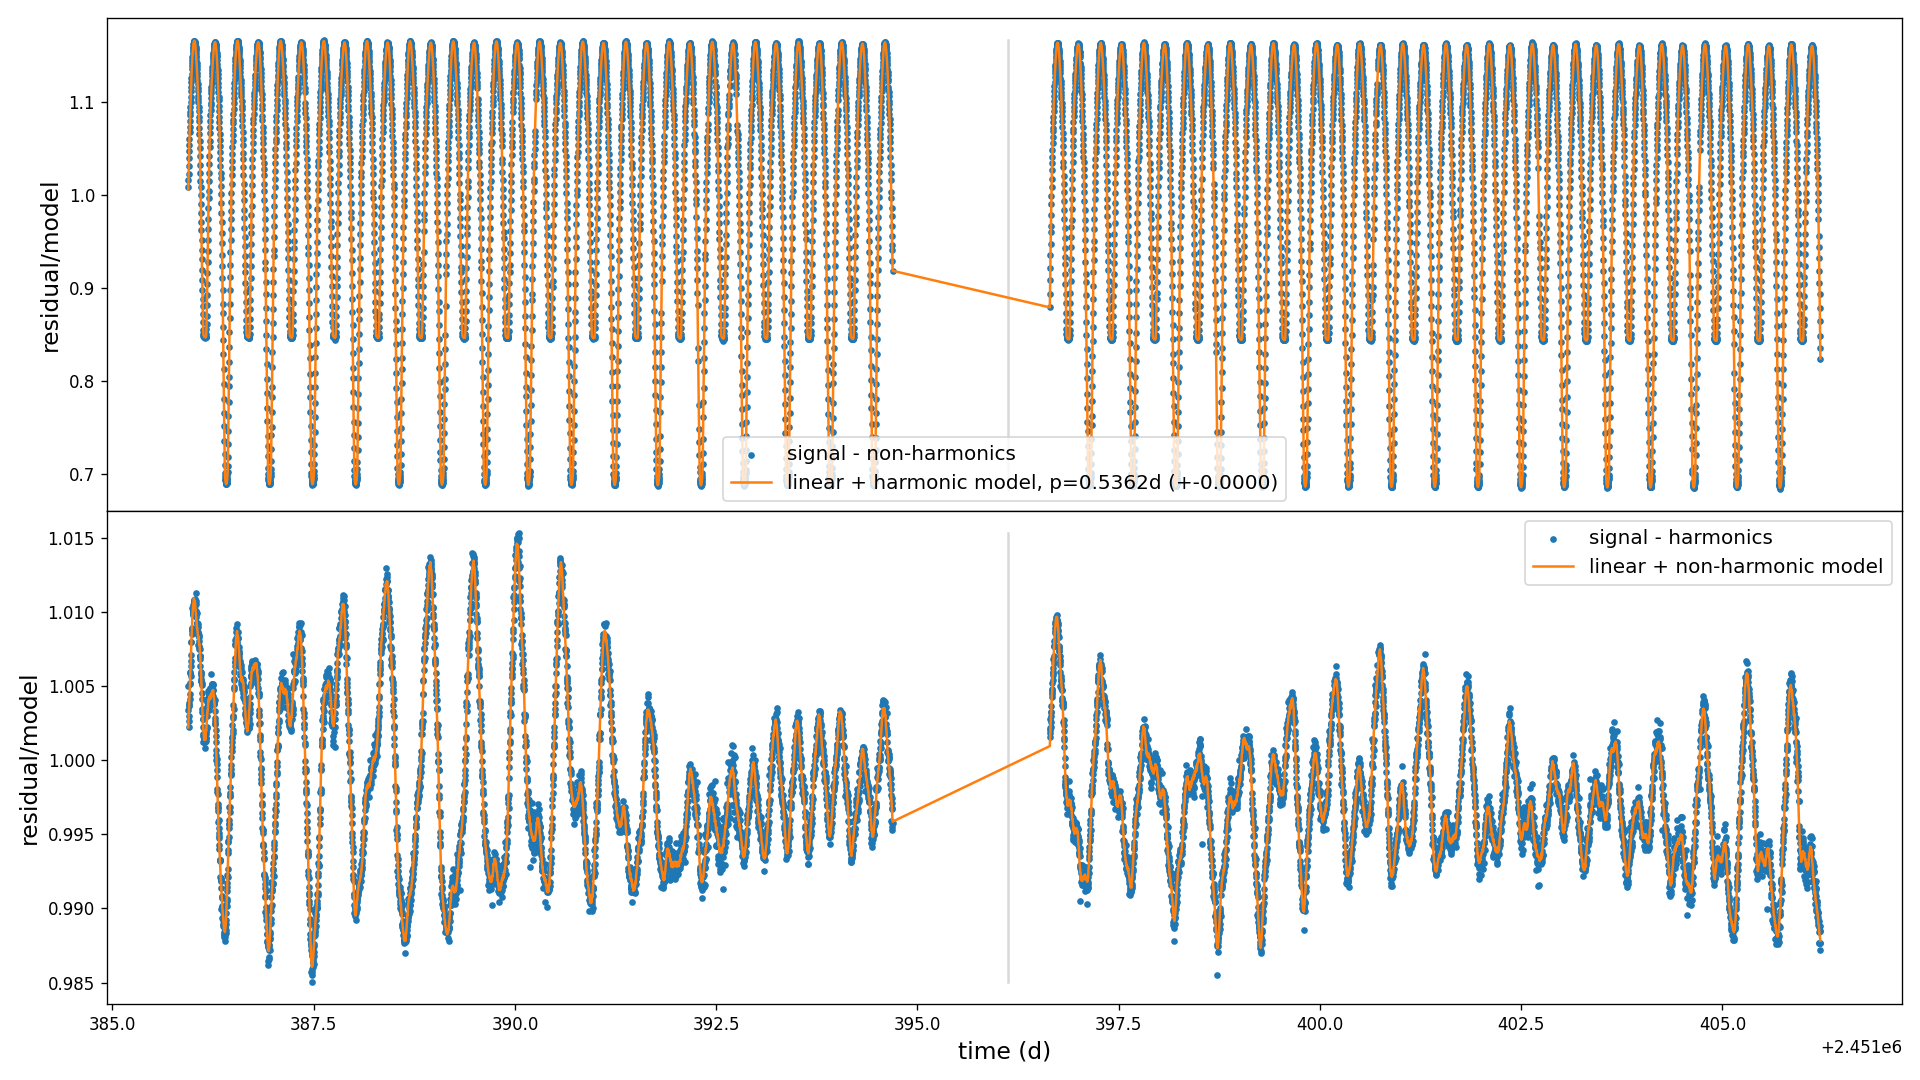 residual/model
1.1
1.0
0.9
0.8
0.7
signal - non-harmonics
linear + harmonic model, p=0.5362d (+-0.0000)
residual/model
1.015
1.010
1.005
1.000
0.995
0.990
0.985
signal - harmonics
linear + non-harmonic model
385.0 387.5 390.0 392.5 395.0 397.5 400.0 402.5 405.0
time (d)
+2.451e6